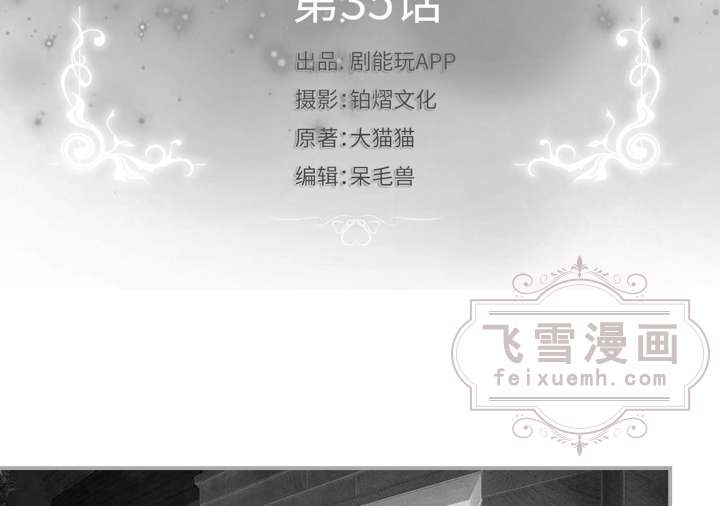 第35话
出品: 剧能玩APP
摄影：铂熠文化
原著：大猫猫
编辑：呆毛兽
飞雪漫画
feixuemh.com